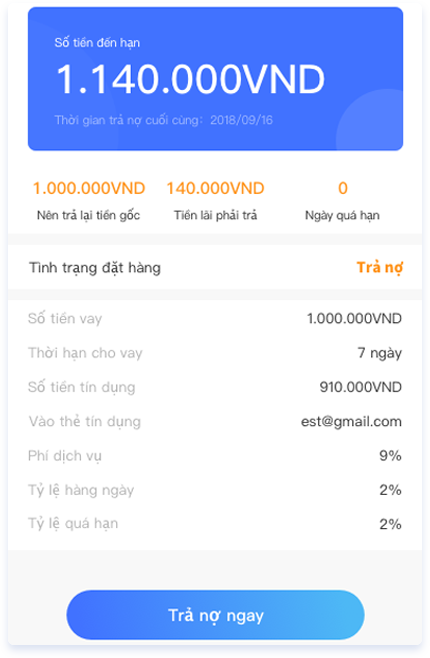 Số tiền đến hạn
1.140.000VND
Thời gian trả nợ cuối cùng: 2018/09/16
1.000.000VND 140.000VND 0
Nên trả lại tiền gốc Tiền lãi phải trả Ngày quá hạn
Tình trạng đặt hàng Trả nợ
Số tiền vay 1.000.000VND
Thời hạn cho vay 7 ngày
Số tiền tín dụng 910.000VND
Vào thẻ tín dụng est@gmail.com
Phí dịch vụ 9%
Tỷ lệ hàng ngày 2%
Tỷ lệ quá hạn 2%
Trả nợ ngay